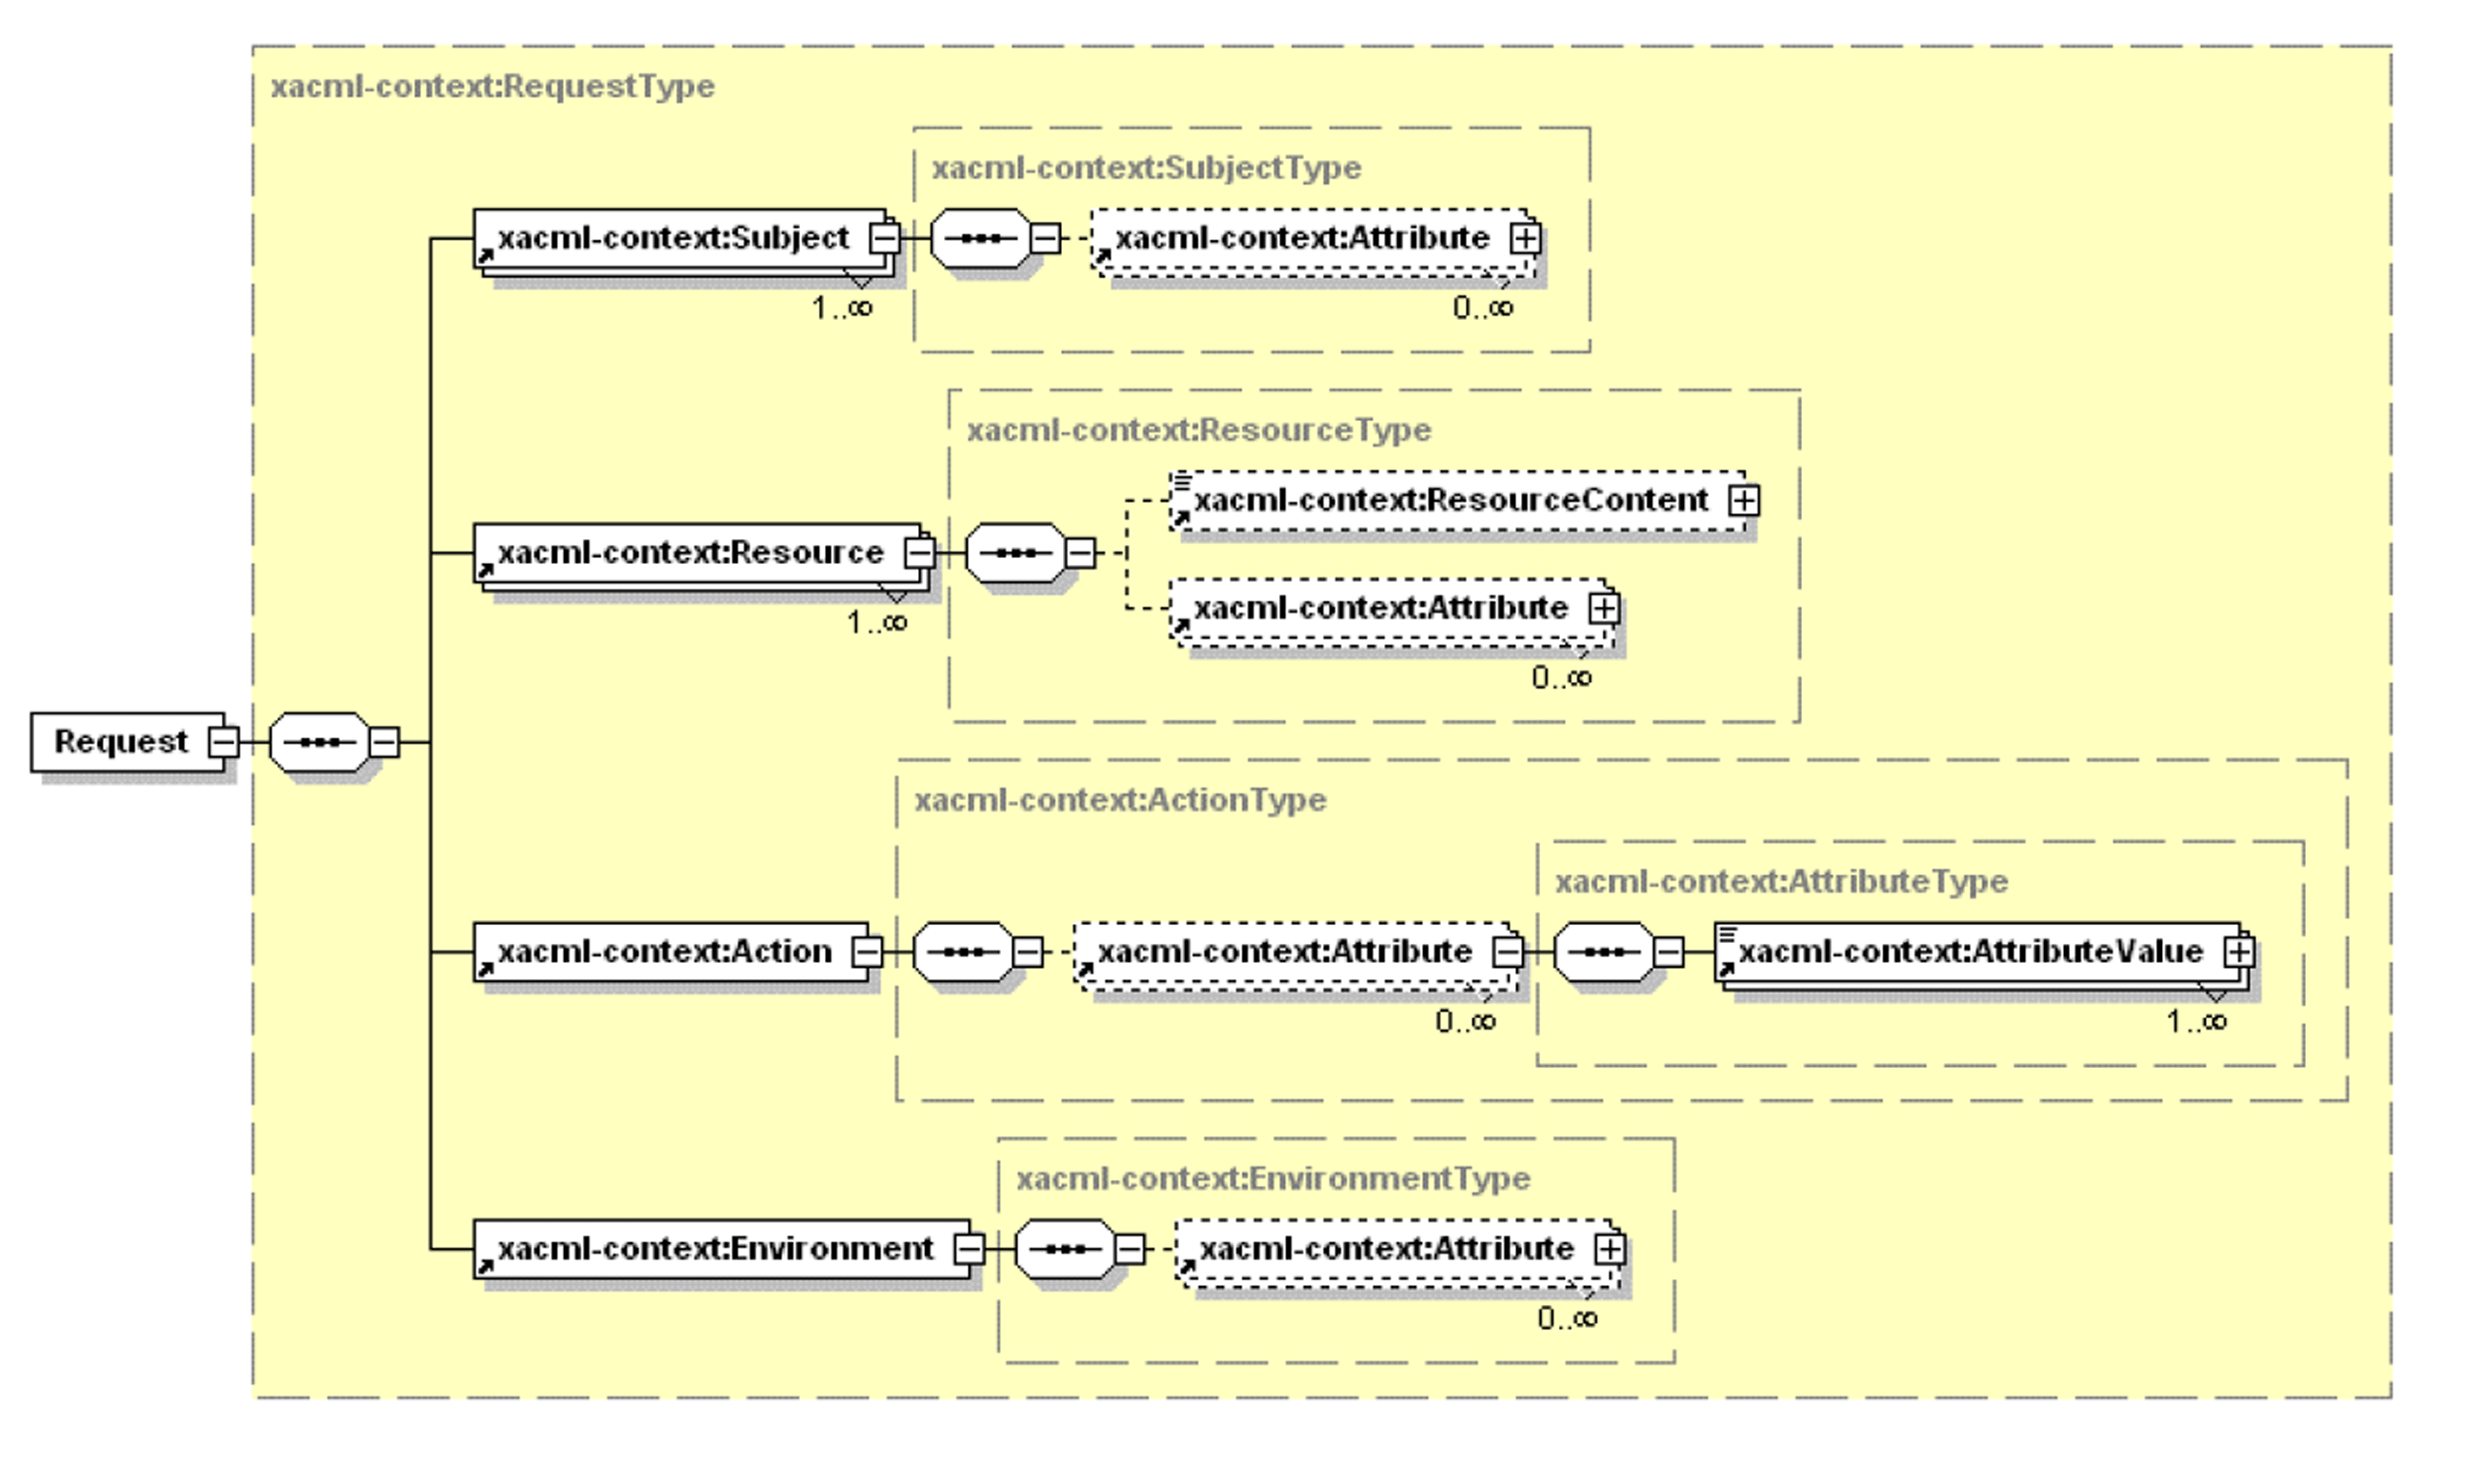 xacml-context:RequestType
xacml-context:SubjectType
xacml-context:Subject
xacml-context:Attribute
1..∞
0..∞
xacml-context:ResourceType
xacml-context:ResourceContent
xacml-context:Resource
xacml-context:Attribute
1..∞
0..∞
Request
xacml-context:ActionType
xacml-context:AttributeType
xacml-context:Action
xacml-context:Attribute
xacml-context:AttributeValue
0..∞
1..∞
xacml-context:EnvironmentType
xacml-context:Environment
xacml-context:Attribute
0..∞